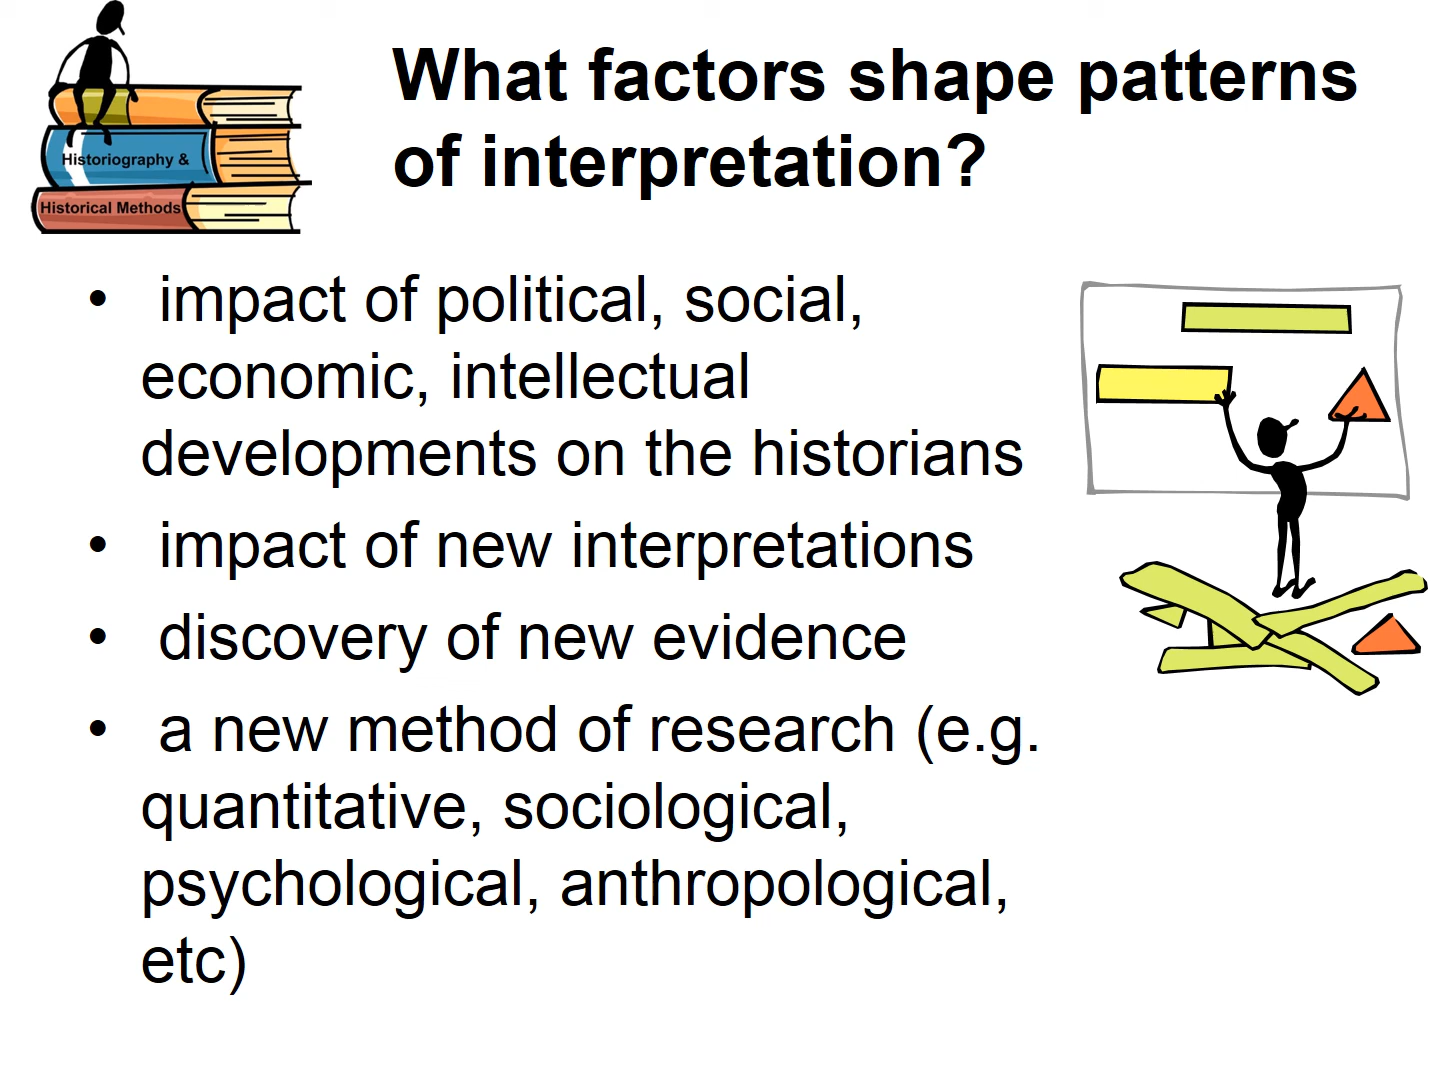 Historiography &
Historical Methods
What factors shape patterns
of interpretation?
• impact of political, social,
economic, intellectual
developments on the historians
• impact of new interpretations
• discovery of new evidence
• a new method of research (e.g.
quantitative, sociological,
psychological, anthropological,
etc)